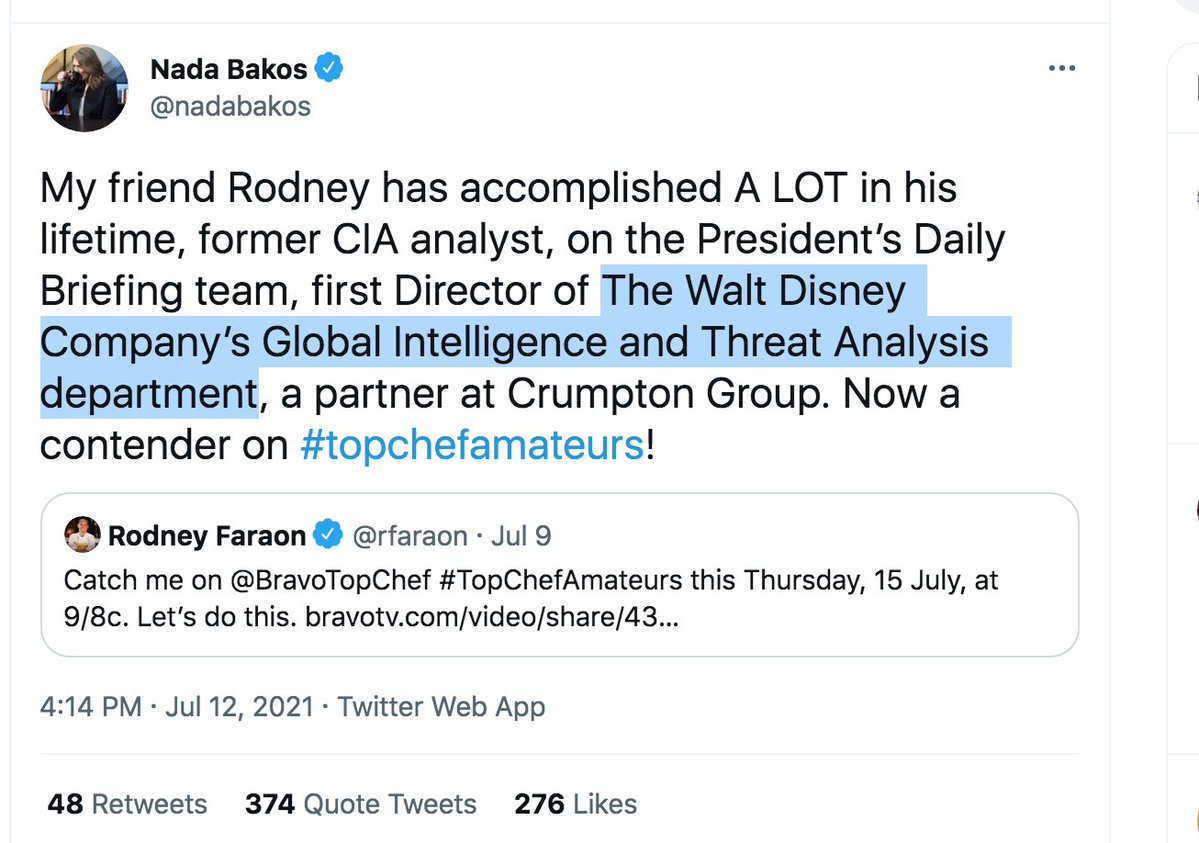 Nada Bakos
@nadabakos
My friend Rodney has accomplished A LOT in his
lifetime, former CIA analyst, on the President’s Daily
Briefing team, first Director of The Walt Disney
Company’s Global Intelligence and Threat Analysis
department, a partner at Crumpton Group. Now a
contender on #topchefamateurs!
Rodney Faraon @rfaraon · Jul 9
Catch me on @BravoTopChef #TopChefAmateurs this Thursday, 15 July, at
9/8c. Let’s do this. bravotv.com/video/share/43...
4:14 PM · Jul 12, 2021 · Twitter Web App
48 Retweets 374 Quote Tweets 276 Likes